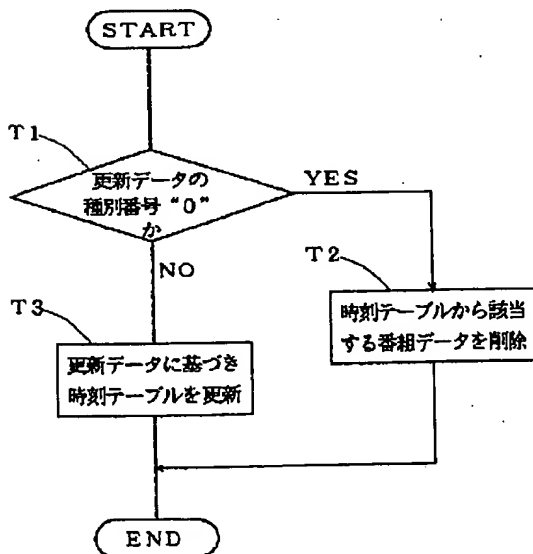 START
T1
更新データの
種別番号“0”
か
YES
NO
T2
時刻テーブルから該当
する番組データを削除
T3
更新データに基づき
時刻テーブルを更新
END